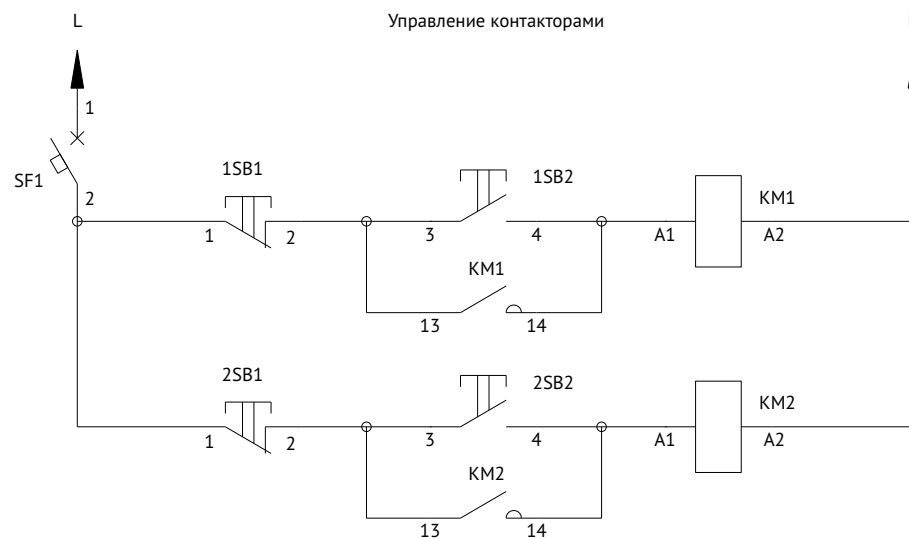 L Управление контакторами
1
SF1
2
1SB1 1SB2 KM1
1 2 3 4 A1 A2
KM1
13 14
2SB1 2SB2 KM2
1 2 3 4 A1 A2
KM2
13 14